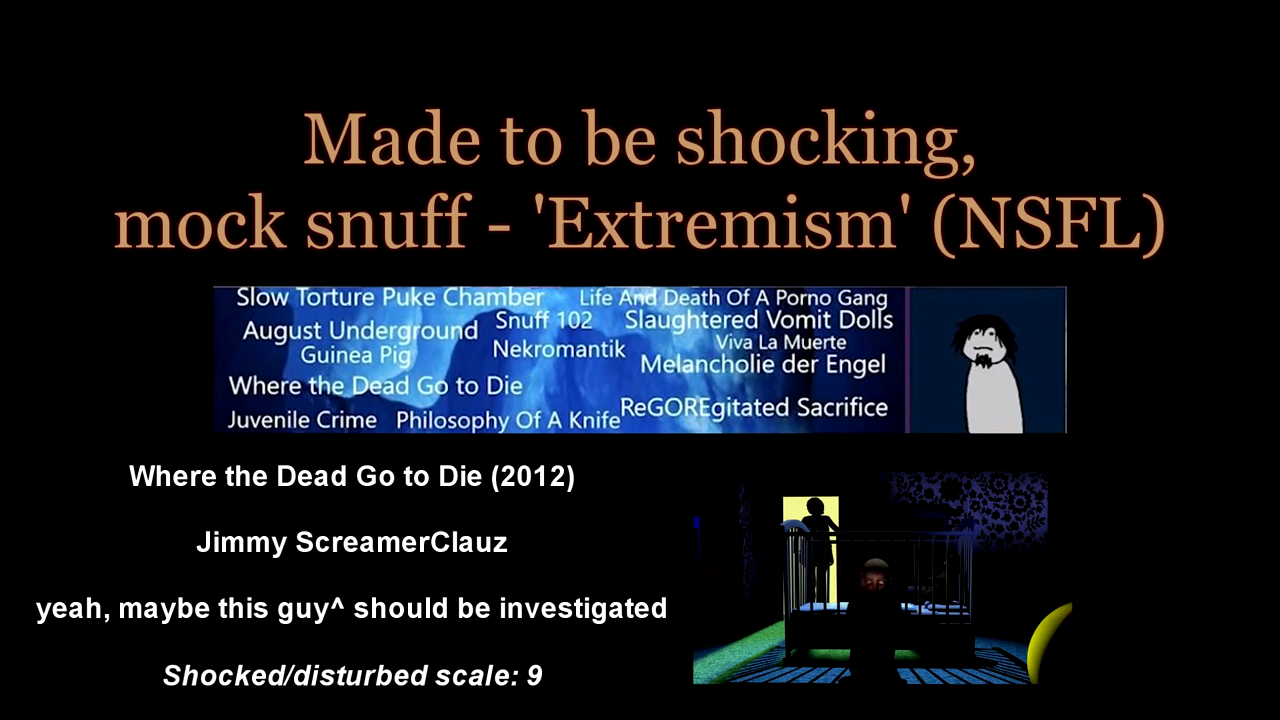 Made to be shocking,
mock snuff - 'Extremism' (NSFL)
Slow Torture Puke Chamber
Life And Death Of A Porno Gang
August Underground
Snuff 102
Slaughtered Vomit Dolls
Guinea Pig
Nekromantik
Viva La Muerte
Melancholie der Engel
Where the Dead Go to Die
Juvenile Crime
Philosophy Of A Knife
ReGOREgitated Sacrifice
Where the Dead Go to Die (2012)
Jimmy ScreamerClauz
yeah, maybe this guy^ should be investigated
Shocked/disturbed scale: 9